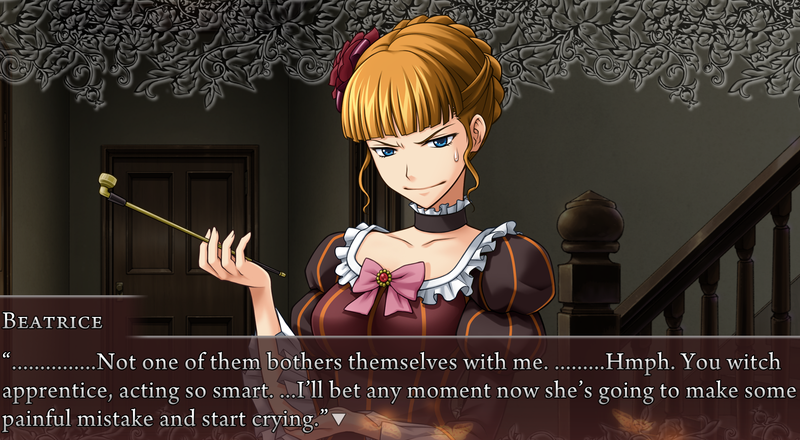 Beatrice
“...............Not one of them bothers themselves with me. .........Hmph. You witch
apprentice, acting so smart. ...I’ll bet any moment now she’s going to make some
painful mistake and start crying.”▼